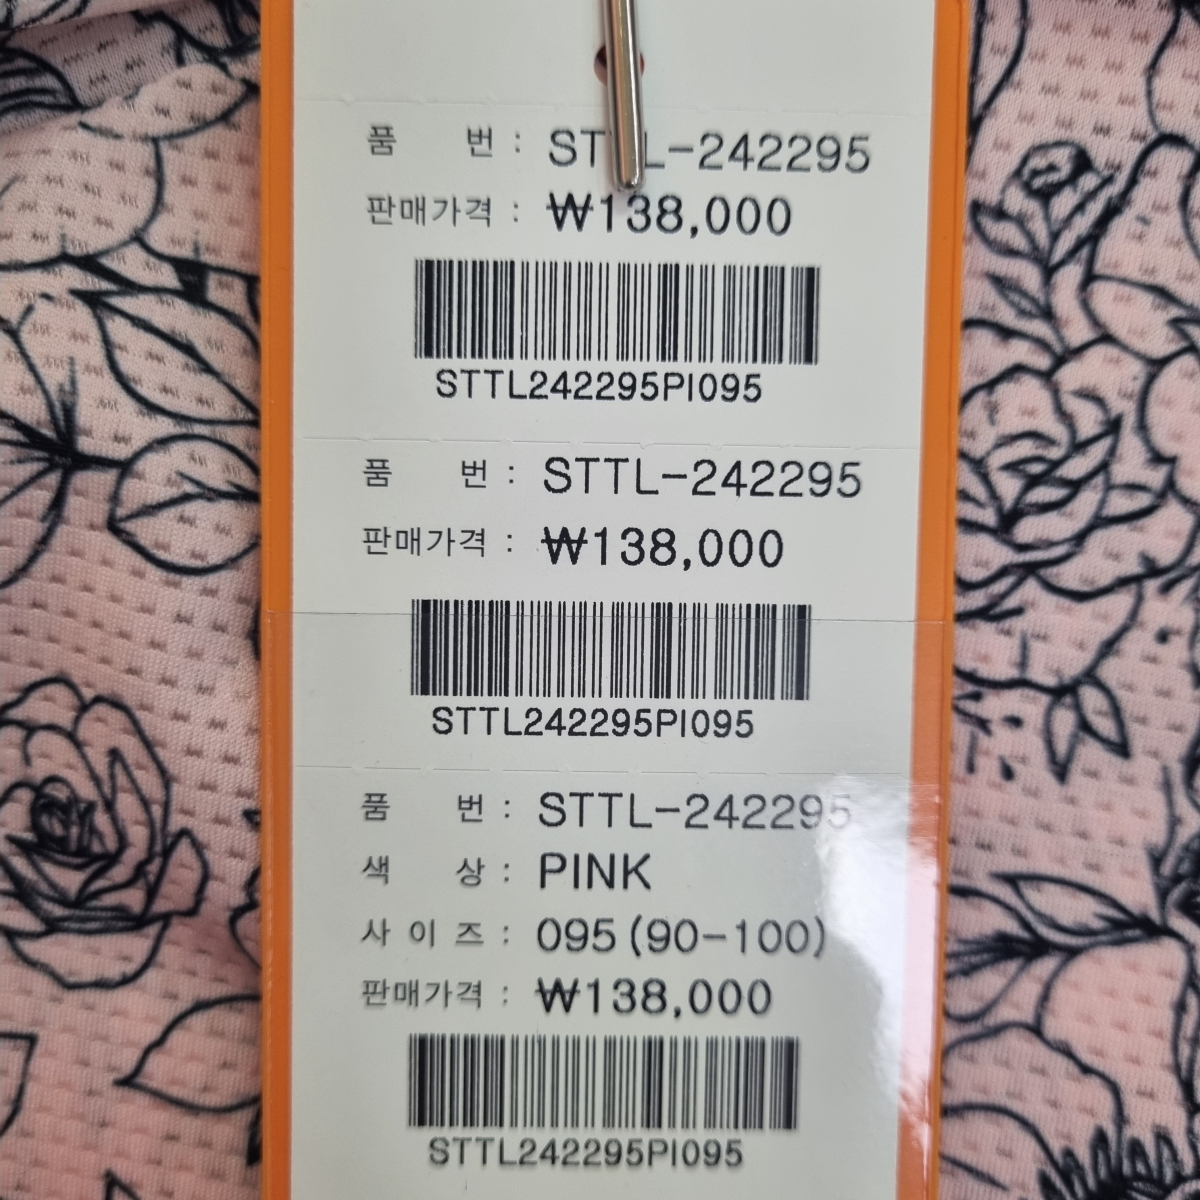 품 번 : STTL-242295
판매가격 : ₩138,000
STTL242295PI095
품 번 : STTL-242295
판매가격 : ₩138,000
STTL242295PI095
품 번 : STTL-242295
색 상 : PINK
사 이 즈 : 095 (90-100)
판매가격 : ₩138,000
STTL242295PI095